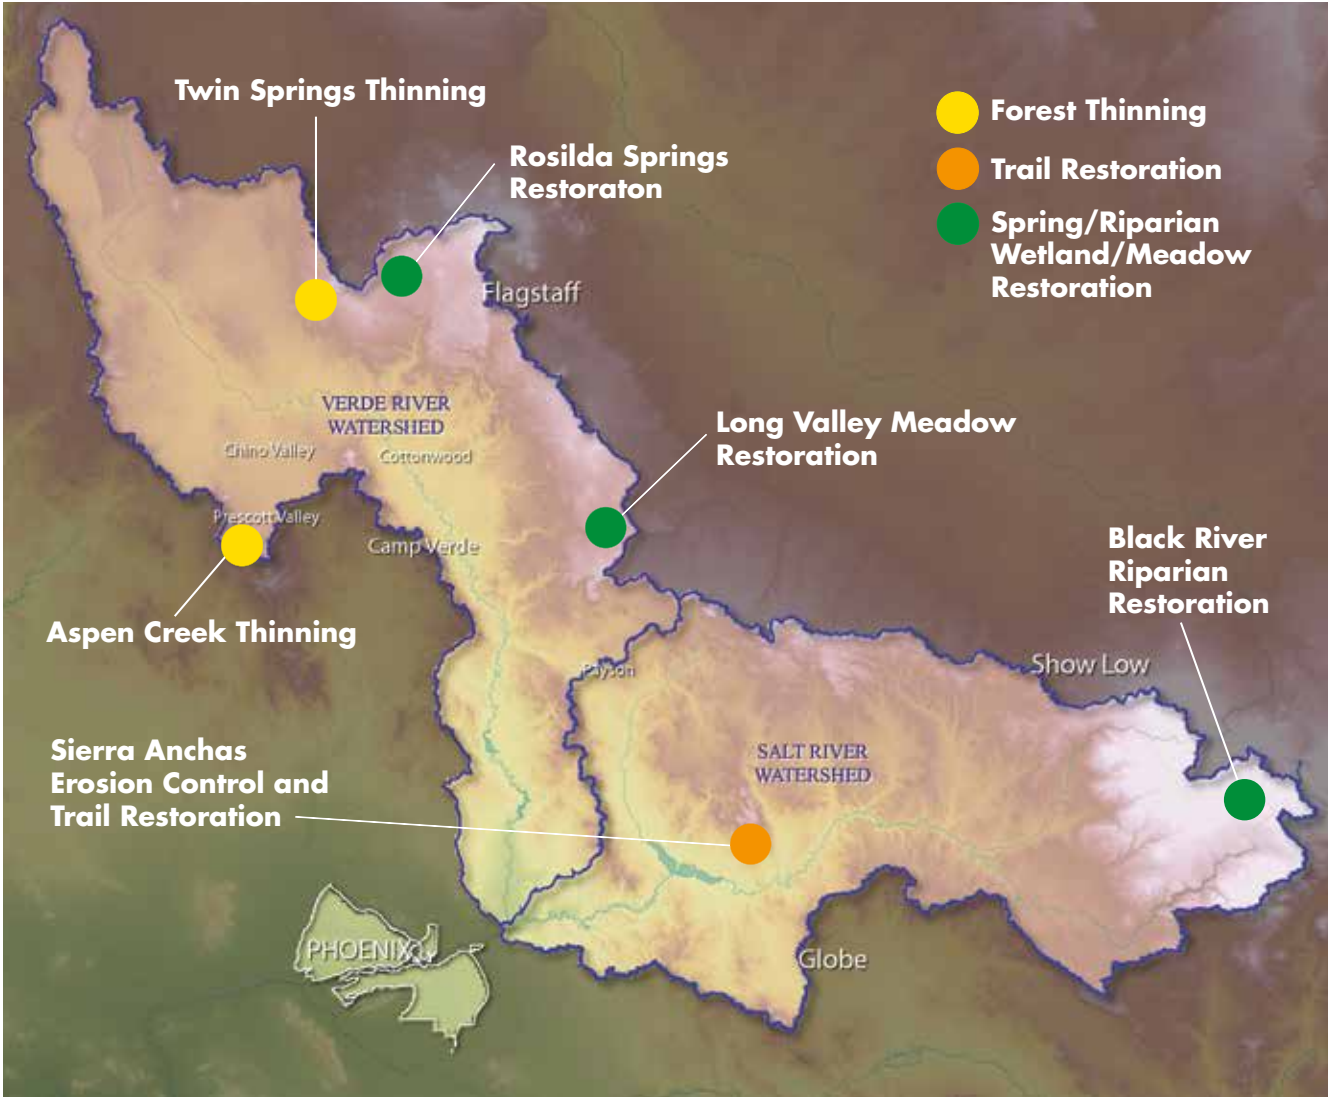 Twin Springs Thinning
Rosilda Springs
Restoraton
Forest Thinning
Trail Restoration
Spring/Riparian
Wetland/Meadow
Restoration
Flagstaff
VERDE RIVER
WATERSHED
Chino Valley
Cottonwood
Long Valley Meadow
Restoration
Prescott Valley
Camp Verde
Black River
Riparian
Restoration
Aspen Creek Thinning
Payson
Show Low
Sierra Anchas
Erosion Control and
Trail Restoration
SALT RIVER
WATERSHED
PHOENIX
Globe